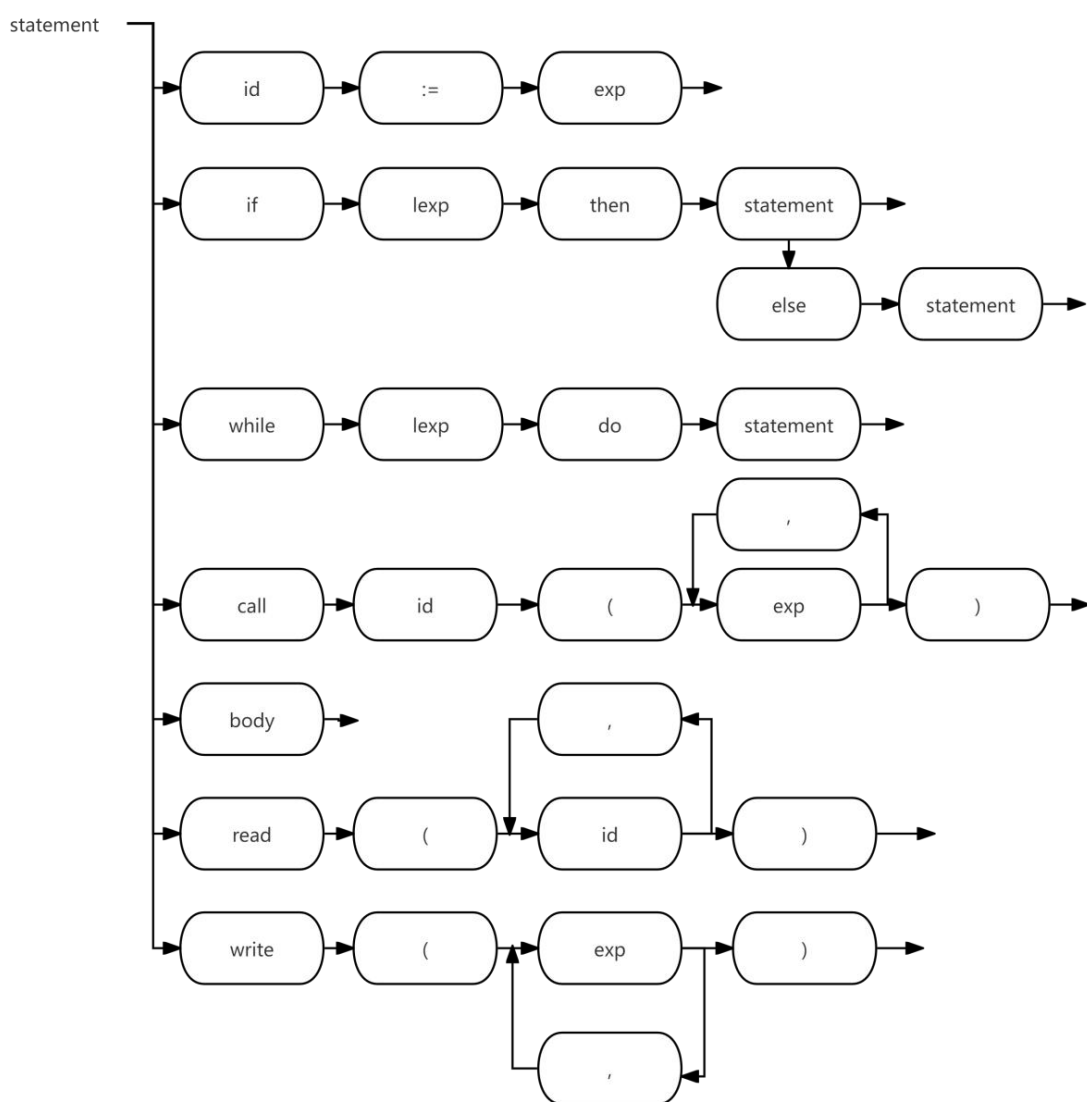 statement
id := exp
if lexp then statement
else statement
while lexp do statement
,
call id ( exp )
body ,
read ( id )
write ( exp )
,